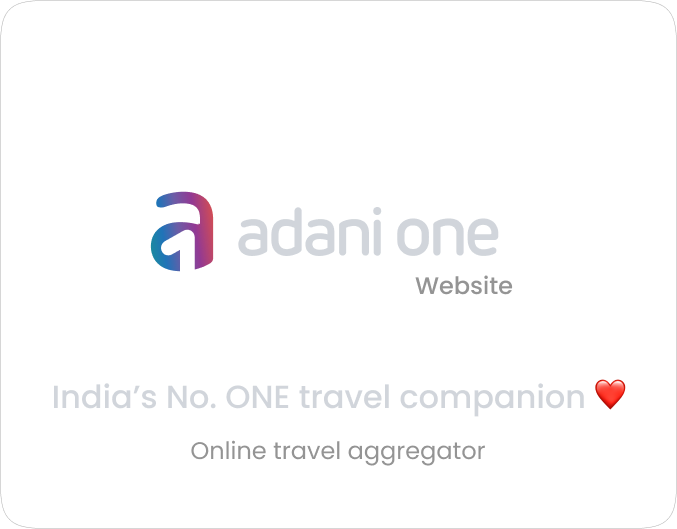 adani one
Website
India’s No. ONE travel companion ❤️
Online travel aggregator